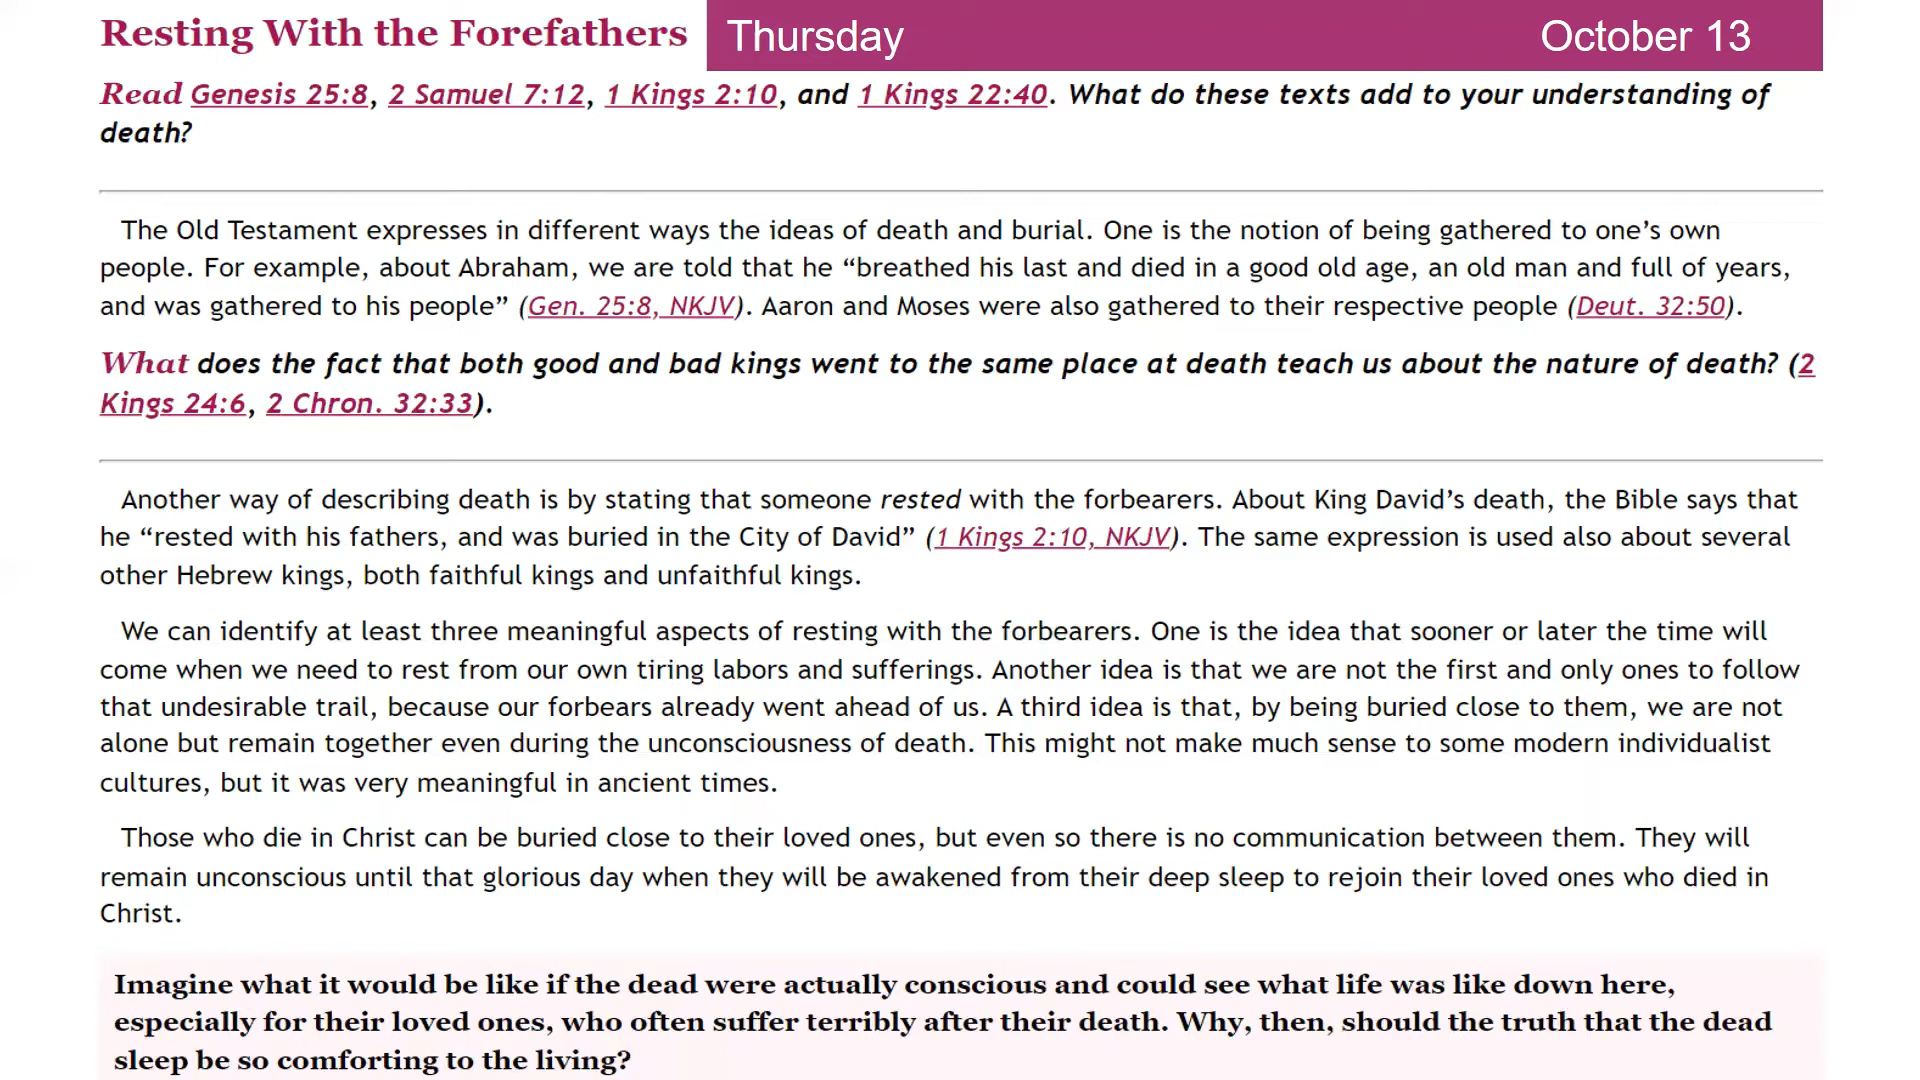 Resting With the Forefathers Thursday October 13
Read Genesis 25:8, 2 Samuel 7:12, 1 Kings 2:10, and 1 Kings 22:40. What do these texts add to your understanding of
death?
The Old Testament expresses in different ways the ideas of death and burial. One is the notion of being gathered to one’s own
people. For example, about Abraham, we are told that he “breathed his last and died in a good old age, an old man and full of years,
and was gathered to his people” (Gen. 25:8, NKJV). Aaron and Moses were also gathered to their respective people (Deut. 32:50).
What does the fact that both good and bad kings went to the same place at death teach us about the nature of death? (2
Kings 24:6, 2 Chron. 32:33).
Another way of describing death is by stating that someone rested with the forbearers. About King David’s death, the Bible says that
he “rested with his fathers, and was buried in the City of David” (1 Kings 2:10, NKJV). The same expression is used also about several
other Hebrew kings, both faithful kings and unfaithful kings.
We can identify at least three meaningful aspects of resting with the forbearers. One is the idea that sooner or later the time will
come when we need to rest from our own tiring labors and sufferings. Another idea is that we are not the first and only ones to follow
that undesirable trail, because our forbears already went ahead of us. A third idea is that, by being buried close to them, we are not
alone but remain together even during the unconsciousness of death. This might not make much sense to some modern individualist
cultures, but it was very meaningful in ancient times.
Those who die in Christ can be buried close to their loved ones, but even so there is no communication between them. They will
remain unconscious until that glorious day when they will be awakened from their deep sleep to rejoin their loved ones who died in
Christ.
Imagine what it would be like if the dead were actually conscious and could see what life was like down here,
especially for their loved ones, who often suffer terribly after their death. Why, then, should the truth that the dead
sleep be so comforting to the living?